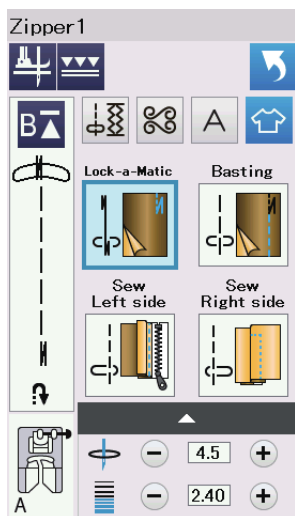 Zipper1
B
A
Lock-a-Matic
Basting
Sew
Left side
Sew
Right side
A
4.5
2.40